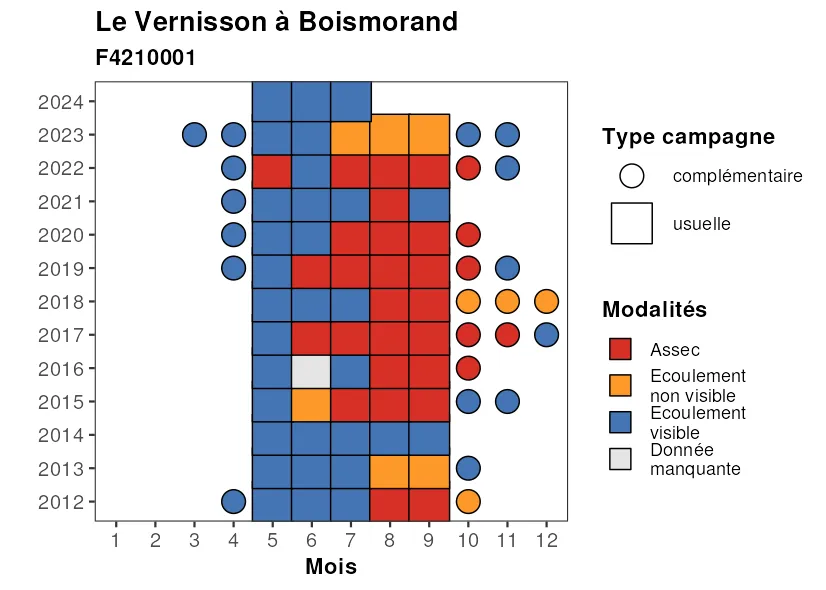 Le Vernisson à Boismorand
F4210001
2024
2023
2022
2021
2020
2019
2018
2017
2016
2015
2014
2013
2012
1 2 3 4 5 6 7 8 9 10 11 12
Mois
Type campagne
complémentaire
usuelle
Modalités
Assec
Ecoulement
non visible
Ecoulement
visible
Donnée
manquante